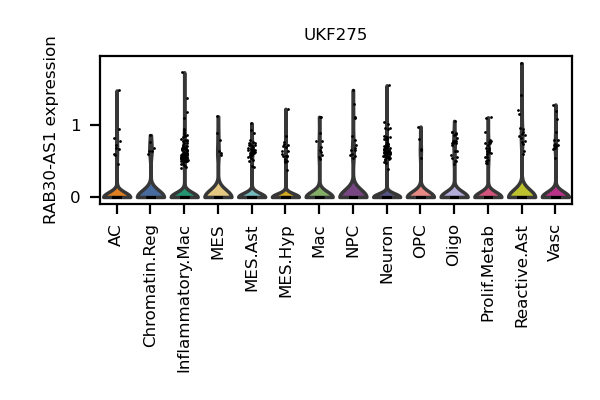 UKF275
RAB30-AS1 expression
1
0
AC
Chromatin.Reg
Inflammatory.Mac
MES
MES.Ast
MES.Hyp
Mac
NPC
Neuron
OPC
Oligo
Prolif.Metab
Reactive.Ast
Vasc